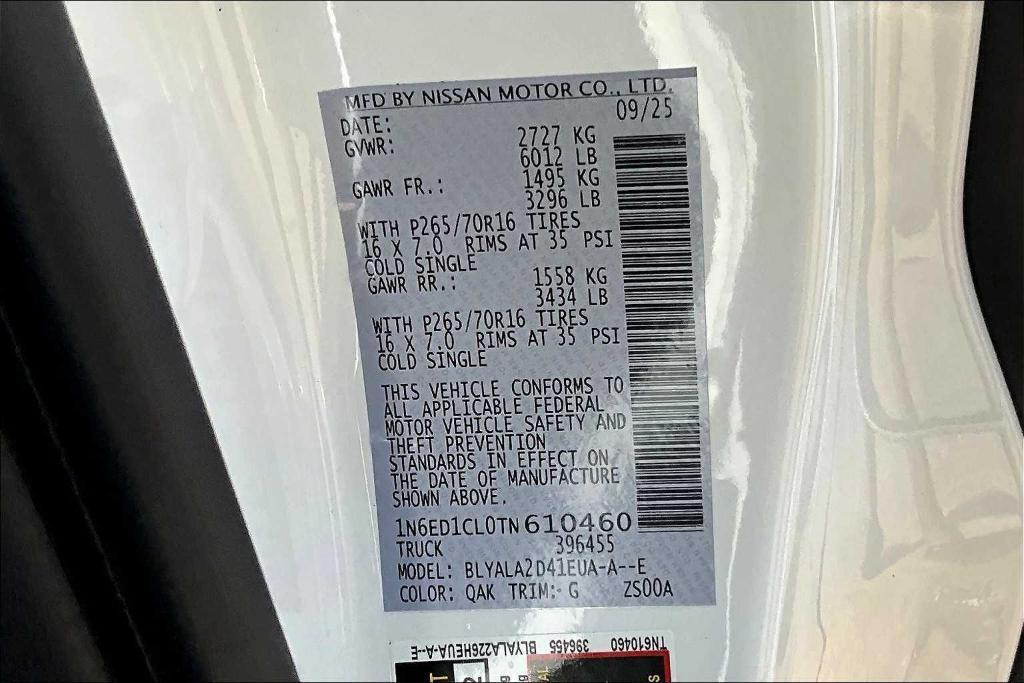 MFD BY NISSAN MOTOR CO., LTD.
DATE: 09/25
GVWR: 2727 KG
6012 LB
GAWR FR.: 1495 KG
3296 LB
WITH P265/70R16 TIRES
16 X 7.0 RIMS AT 35 PSI
COLD SINGLE
GAWR RR.: 1558 KG
3434 LB
WITH P265/70R16 TIRES
16 X 7.0 RIMS AT 35 PSI
COLD SINGLE
THIS VEHICLE CONFORMS TO
ALL APPLICABLE FEDERAL
MOTOR VEHICLE SAFETY AND
THEFT PREVENTION
STANDARDS IN EFFECT ON
THE DATE OF MANUFACTURE
SHOWN ABOVE.
1N6ED1CL0TN610460
TRUCK 396455
MODEL: BLYALA2D41EUA-A--E
COLOR: QAK TRIM: G ZS00A
TN610460 396455 BLYALA226HEUA-A--E